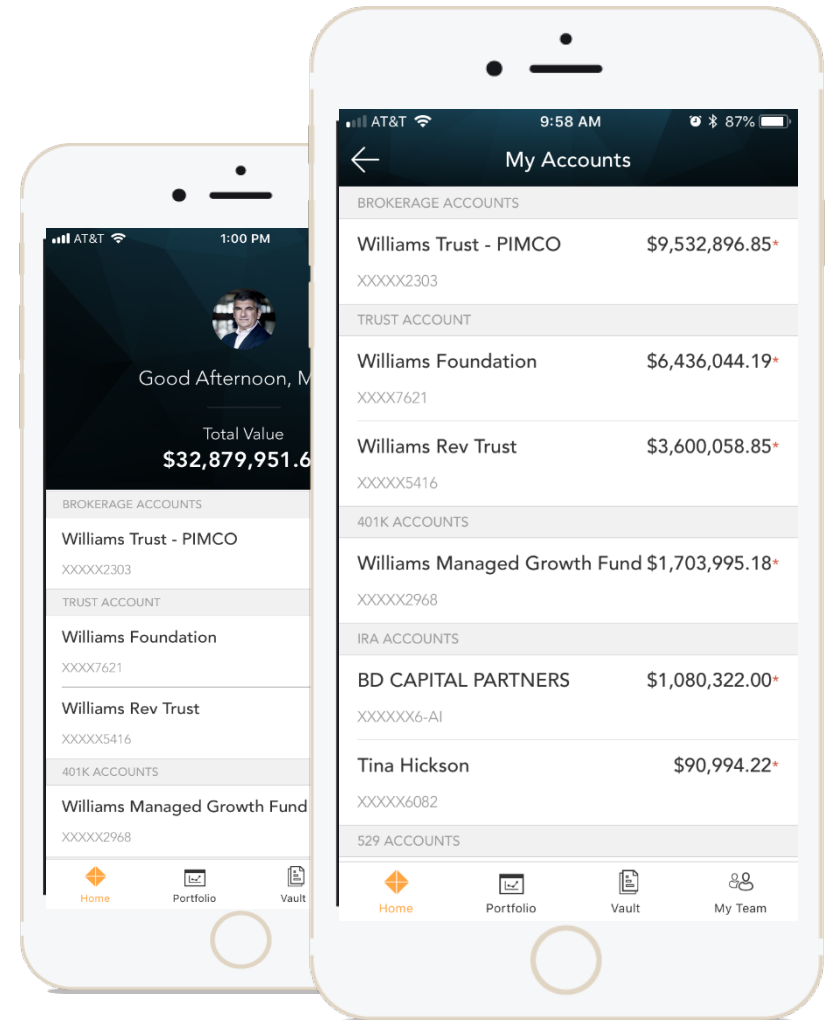 AT&T
1:00 PM
Good Afternoon, M
Total Value
$32,879,951.6
BROKERAGE ACCOUNTS
Williams Trust - PIMCO
XXXXX2303
TRUST ACCOUNT
Williams Foundation
XXXX7621
Williams Rev Trust
XXXXX5416
401K ACCOUNTS
Williams Managed Growth Fund
XXXXX2968
Home Portfolio Vault
AT&T 9:58 AM 87%
My Accounts
BROKERAGE ACCOUNTS
Williams Trust - PIMCO $9,532,896.85*
XXXXX2303
TRUST ACCOUNT
Williams Foundation $6,436,044.19*
XXXX7621
Williams Rev Trust $3,600,058.85*
XXXXX5416
401K ACCOUNTS
Williams Managed Growth Fund $1,703,995.18*
XXXXX2968
IRA ACCOUNTS
BD CAPITAL PARTNERS $1,080,322.00*
XXXXXX6-AI
Tina Hickson $90,994.22*
XXXXX6082
529 ACCOUNTS
Home Portfolio Vault My Team